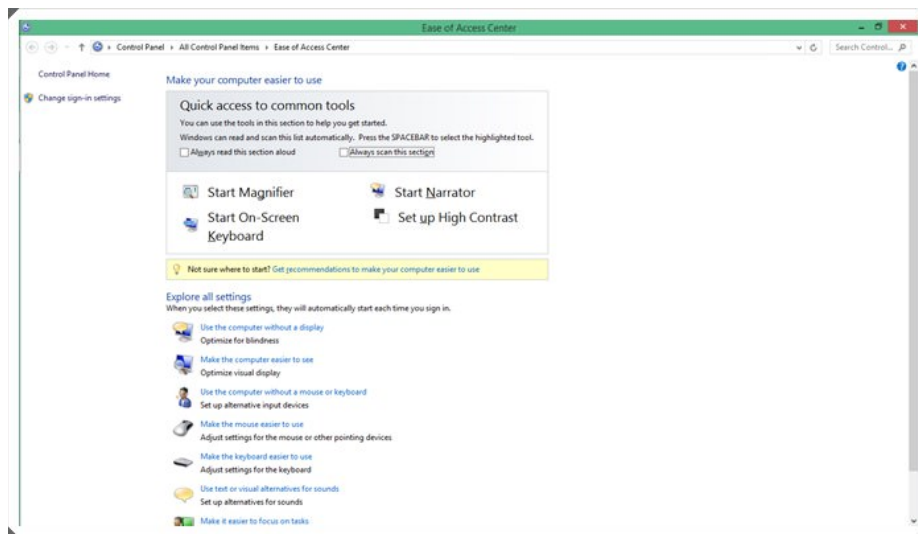 Ease of Access Center
Control Panel ▸ All Control Panel Items ▸ Ease of Access Center
Search Control...
Control Panel Home
Change sign-in settings
Make your computer easier to use
Quick access to common tools
You can use the tools in this section to help you get started.
Windows can read and scan this list automatically. Press the SPACEBAR to select the highlighted tool.
Always read this section aloud
Always scan this section
Start Magnifier
Start Narrator
Start On-Screen
Keyboard
Set up High Contrast
Not sure where to start? Get recommendations to make your computer easier to use
Explore all settings
When you select these settings, they will automatically start each time you sign in.
Use the computer without a display
Optimize for blindness
Make the computer easier to see
Optimize visual display
Use the computer without a mouse or keyboard
Set up alternative input devices
Make the mouse easier to use
Adjust settings for the mouse or other pointing devices
Make the keyboard easier to use
Adjust settings for the keyboard
Use text or visual alternatives for sounds
Set up alternatives for sounds
Make it easier to focus on tasks